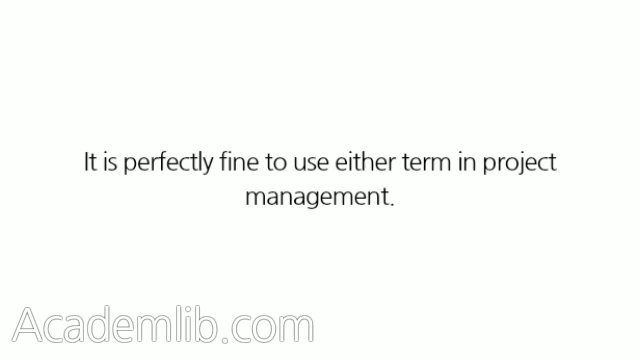 It is perfectly fine to use either term in project
management.
Academlib.com